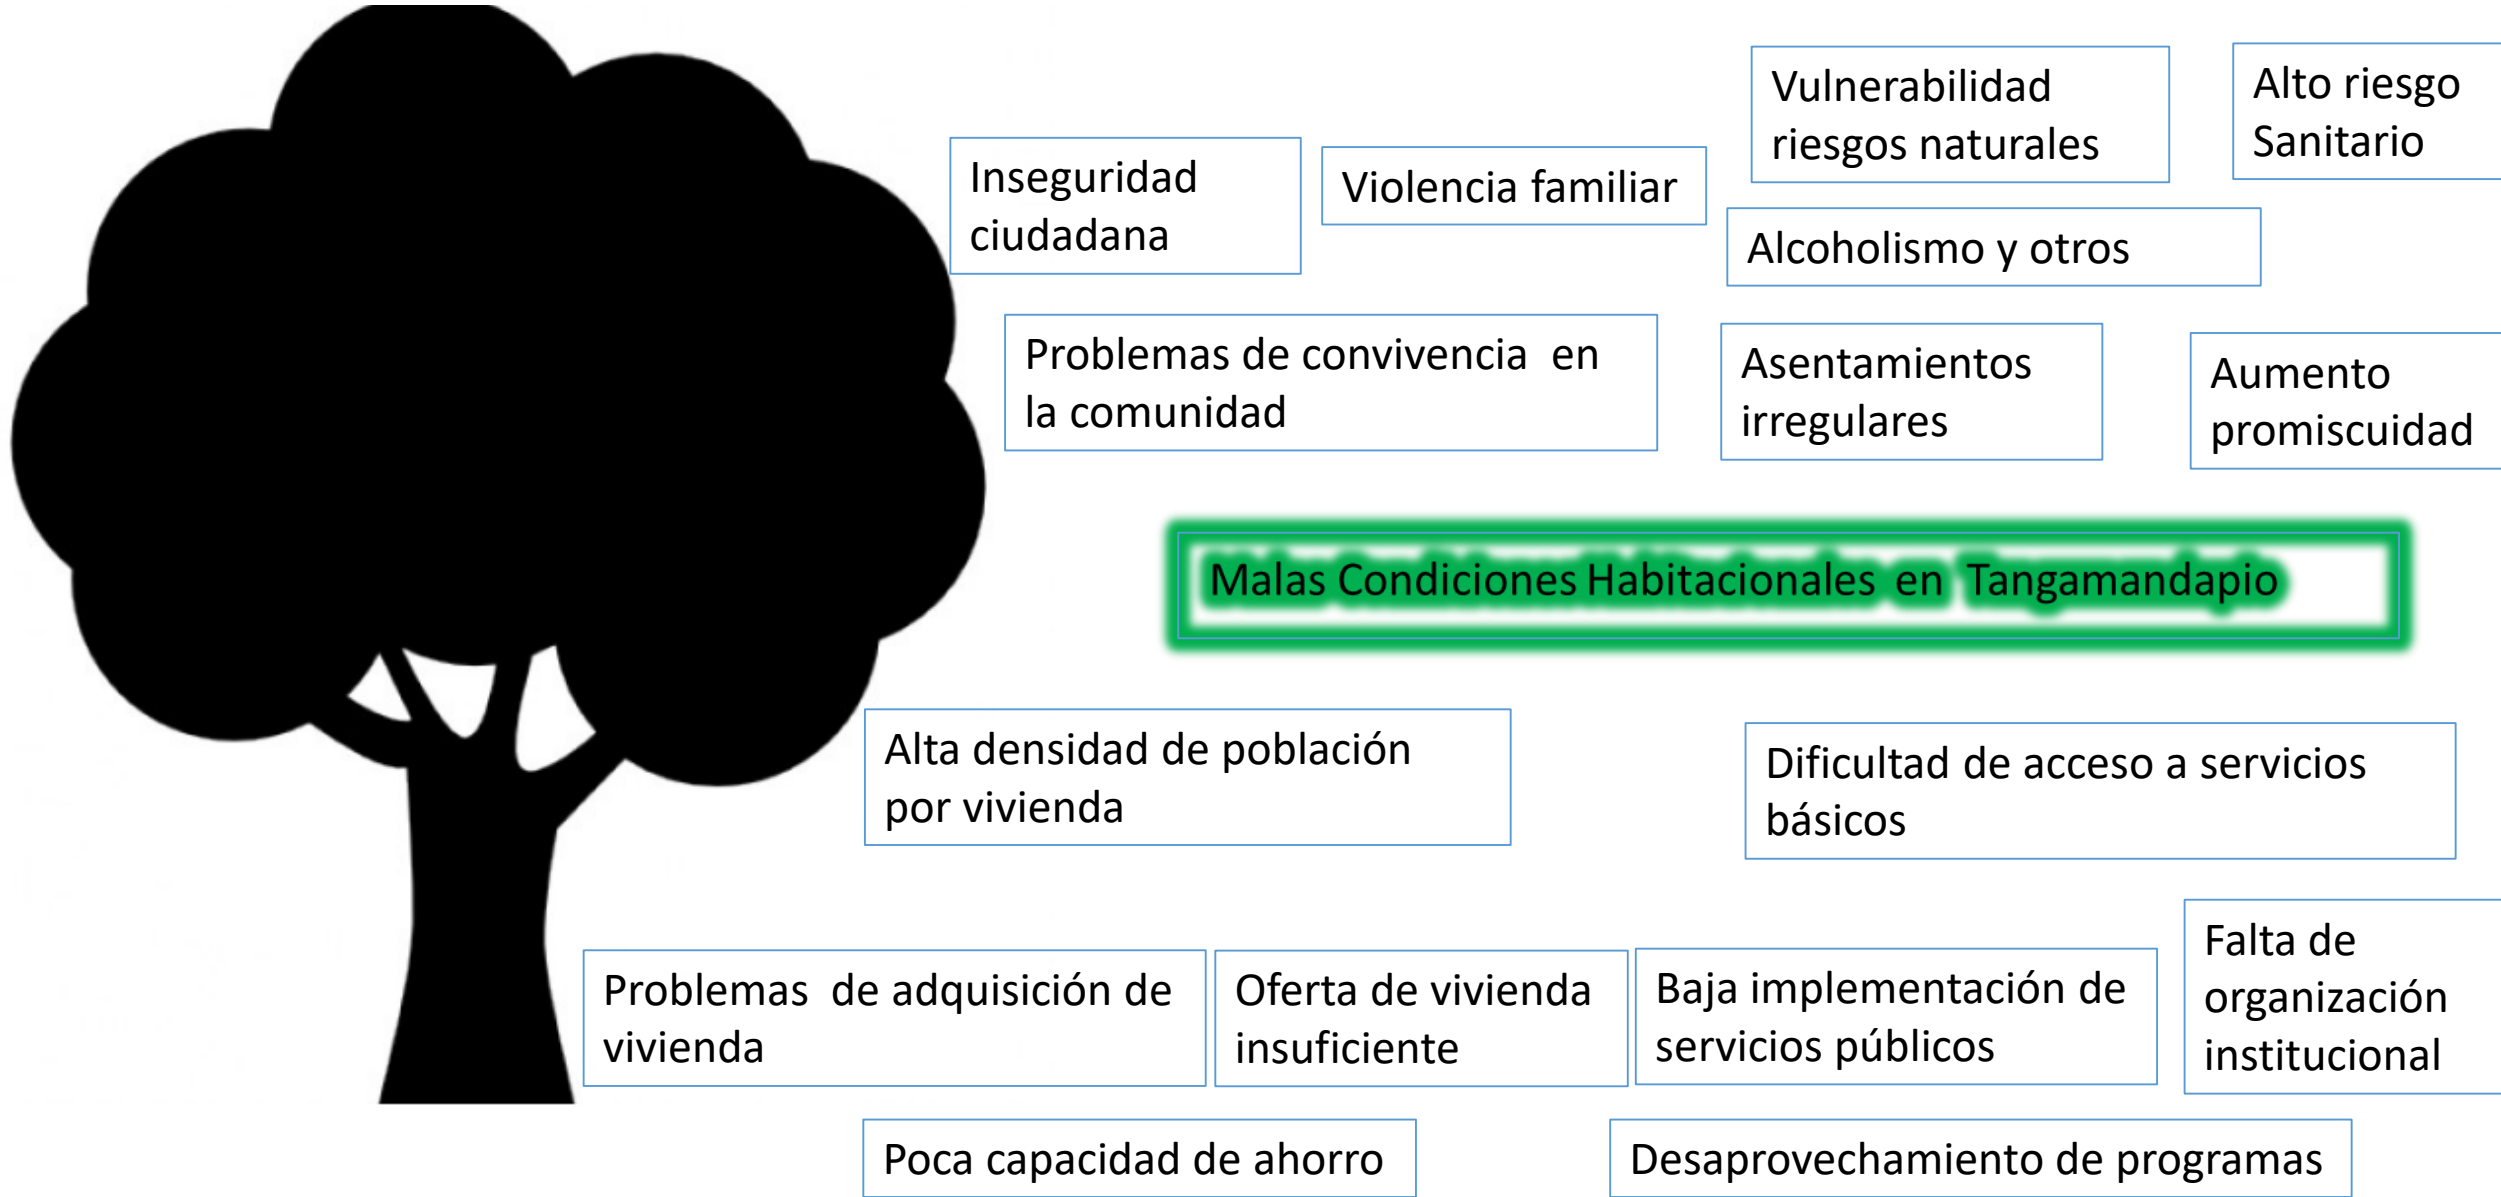 Vulnerabilidad
riesgos naturales
Alto riesgo
Sanitario
Inseguridad
ciudadana
Violencia familiar
Alcoholismo y otros
Problemas de convivencia  en
la comunidad
Asentamientos
irregulares
Aumento
promiscuidad
Malas Condiciones Habitacionales  en  Tangamandapio
Alta densidad de población
por vivienda
Dificultad de acceso a servicios
básicos
Problemas  de adquisición de
vivienda
Oferta de vivienda
insuficiente
Baja implementación de
servicios públicos
Falta de
organización
institucional
Poca capacidad de ahorro
Desaprovechamiento de programas